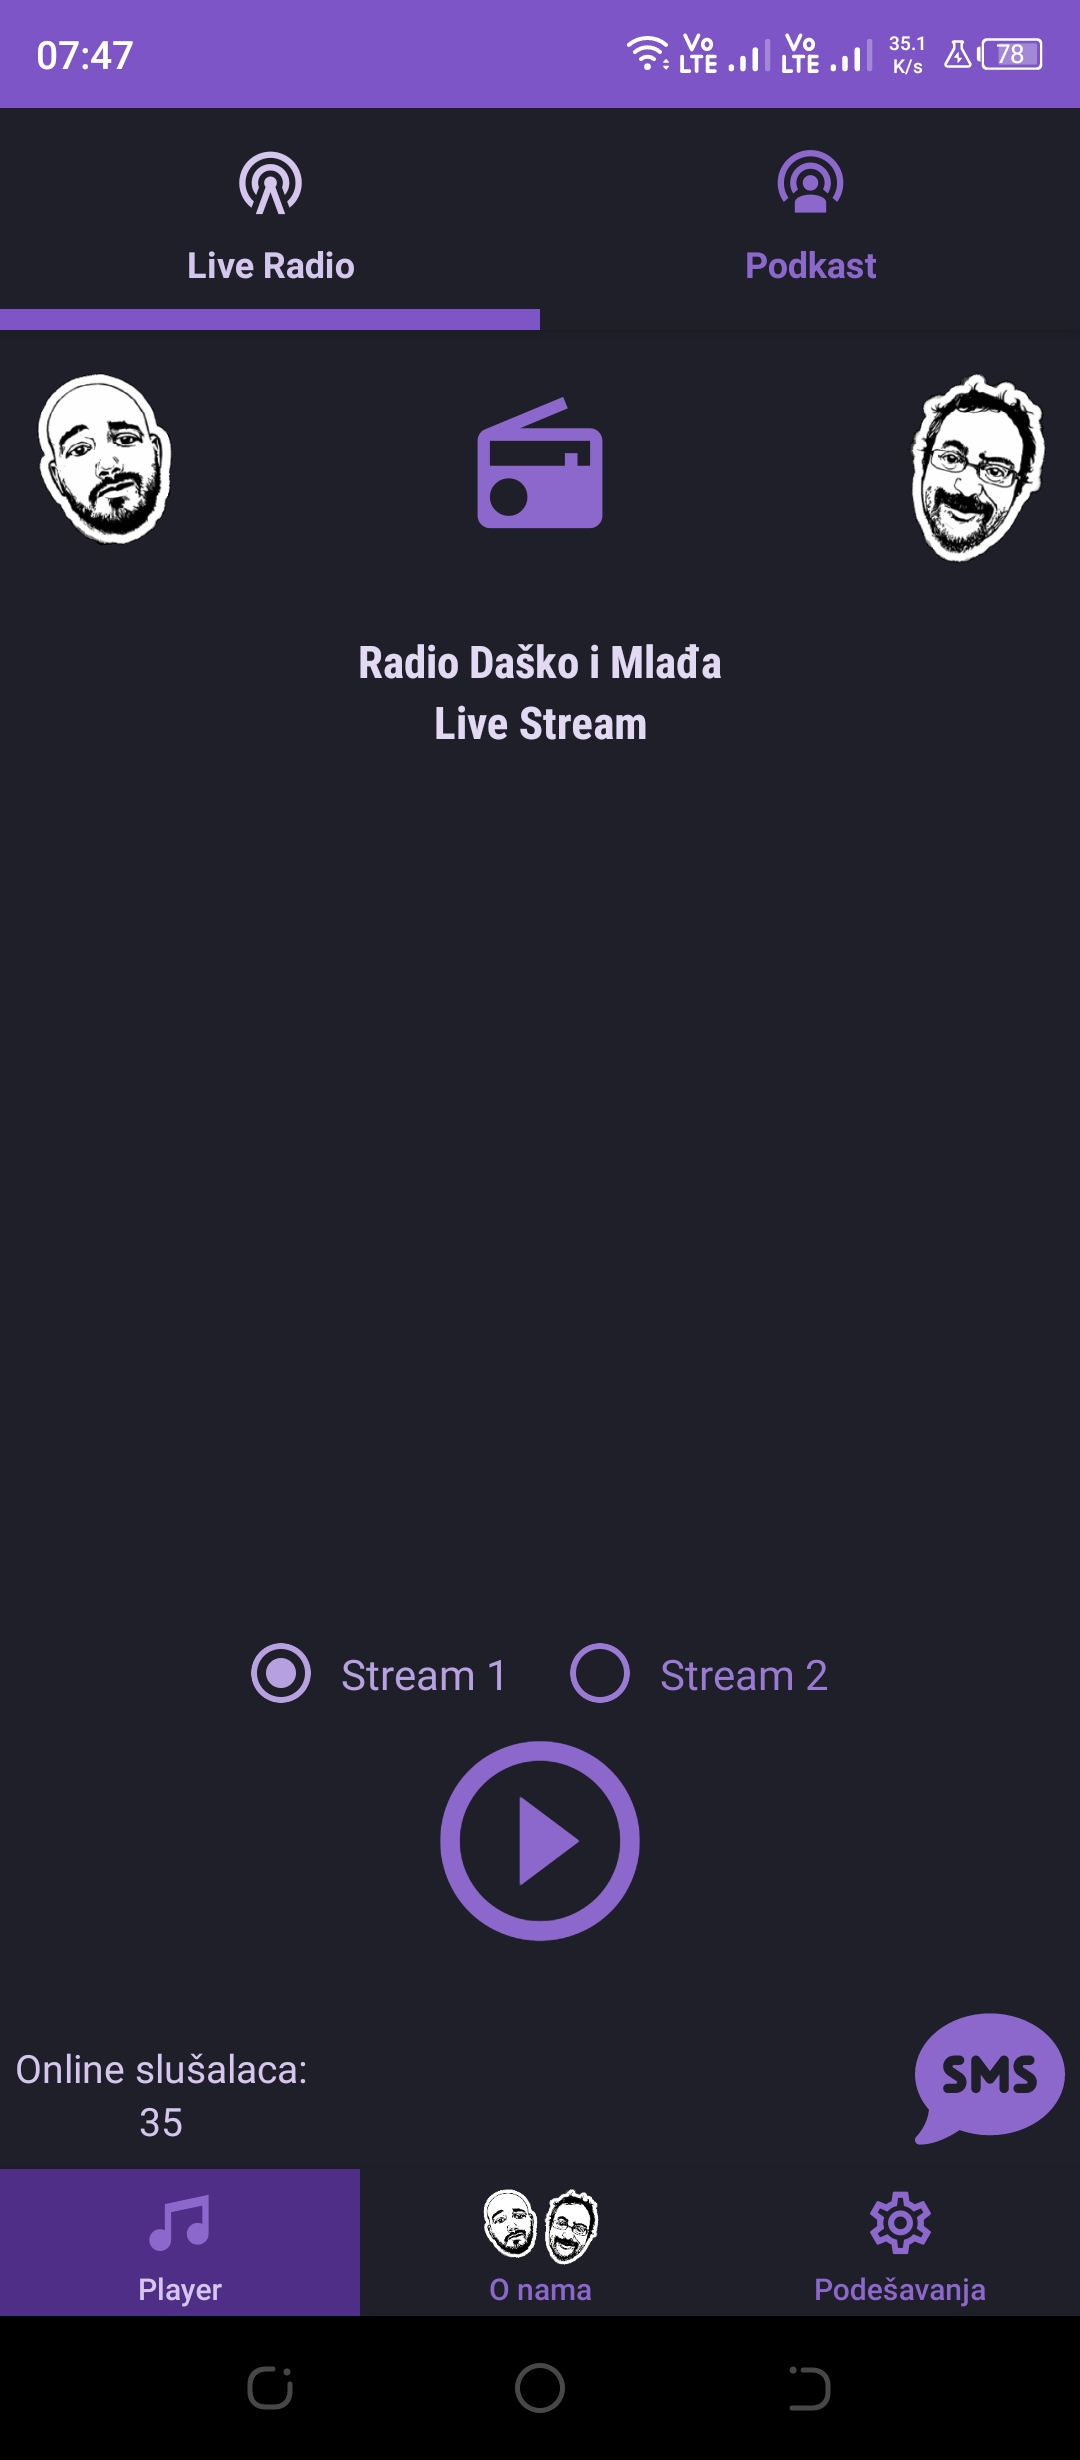 07:47
Vo LTE
Vo LTE
35.1 K/s
78
Live Radio
Podkast
Radio Daško i Mlađa
Live Stream
Stream 1
Stream 2
Online slušalaca:
35
SMS
Player
O nama
Podešavanja